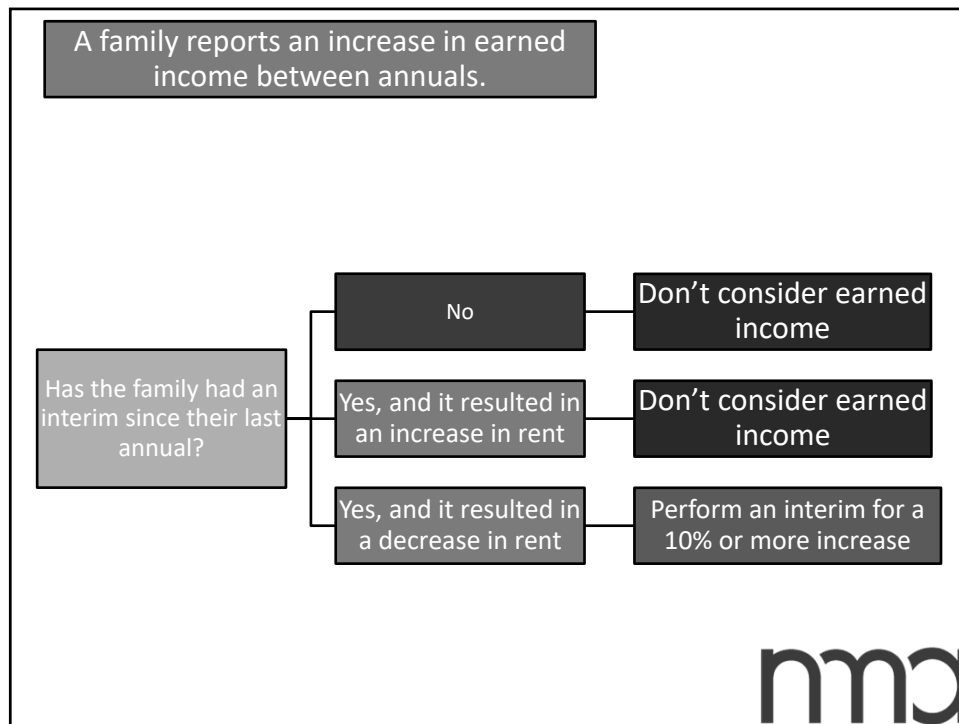 A family reports an increase in earned
income between annuals.
Has the family had an
interim since their last
annual?
No
Don’t consider earned
income
Yes, and it resulted in
an increase in rent
Don’t consider earned
income
Yes, and it resulted in
a decrease in rent
Perform an interim for a
10% or more increase
nma